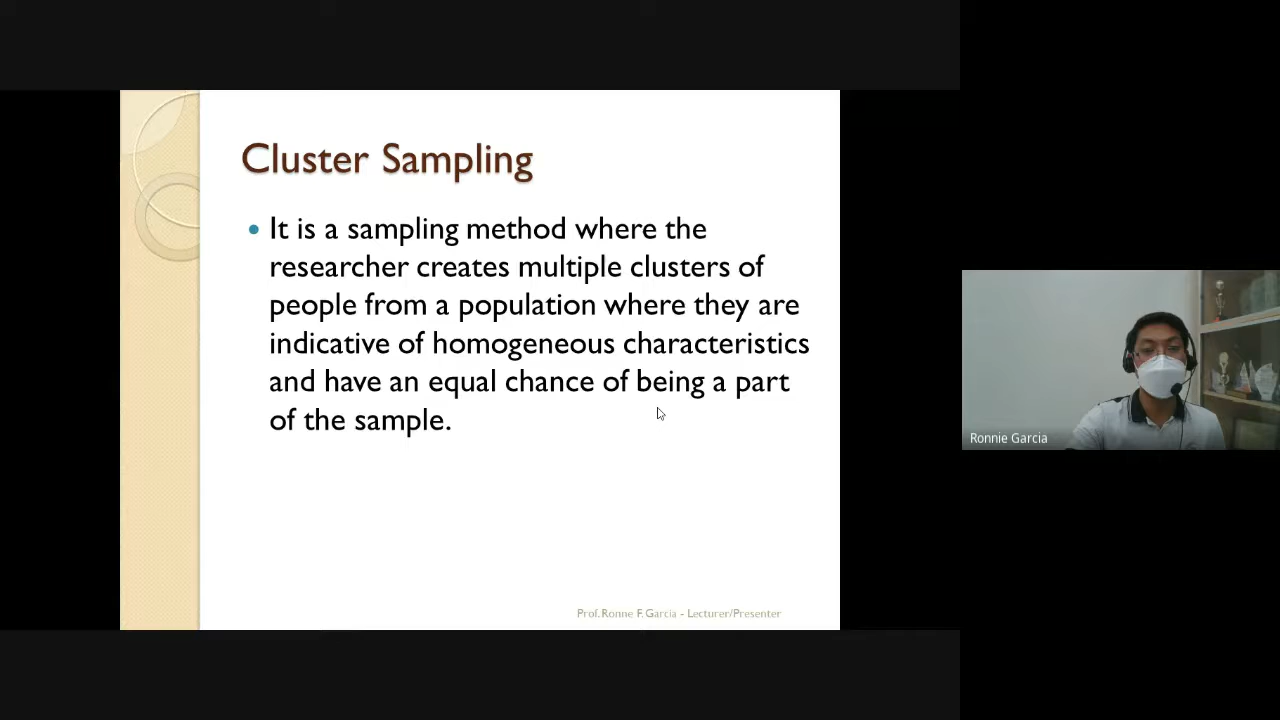 Cluster Sampling
It is a sampling method where the
researcher creates multiple clusters of
people from a population where they are
indicative of homogeneous characteristics
and have an equal chance of being a part
of the sample.
Prof. Ronne F. Garcia - Lecturer/Presenter
Ronnie Garcia